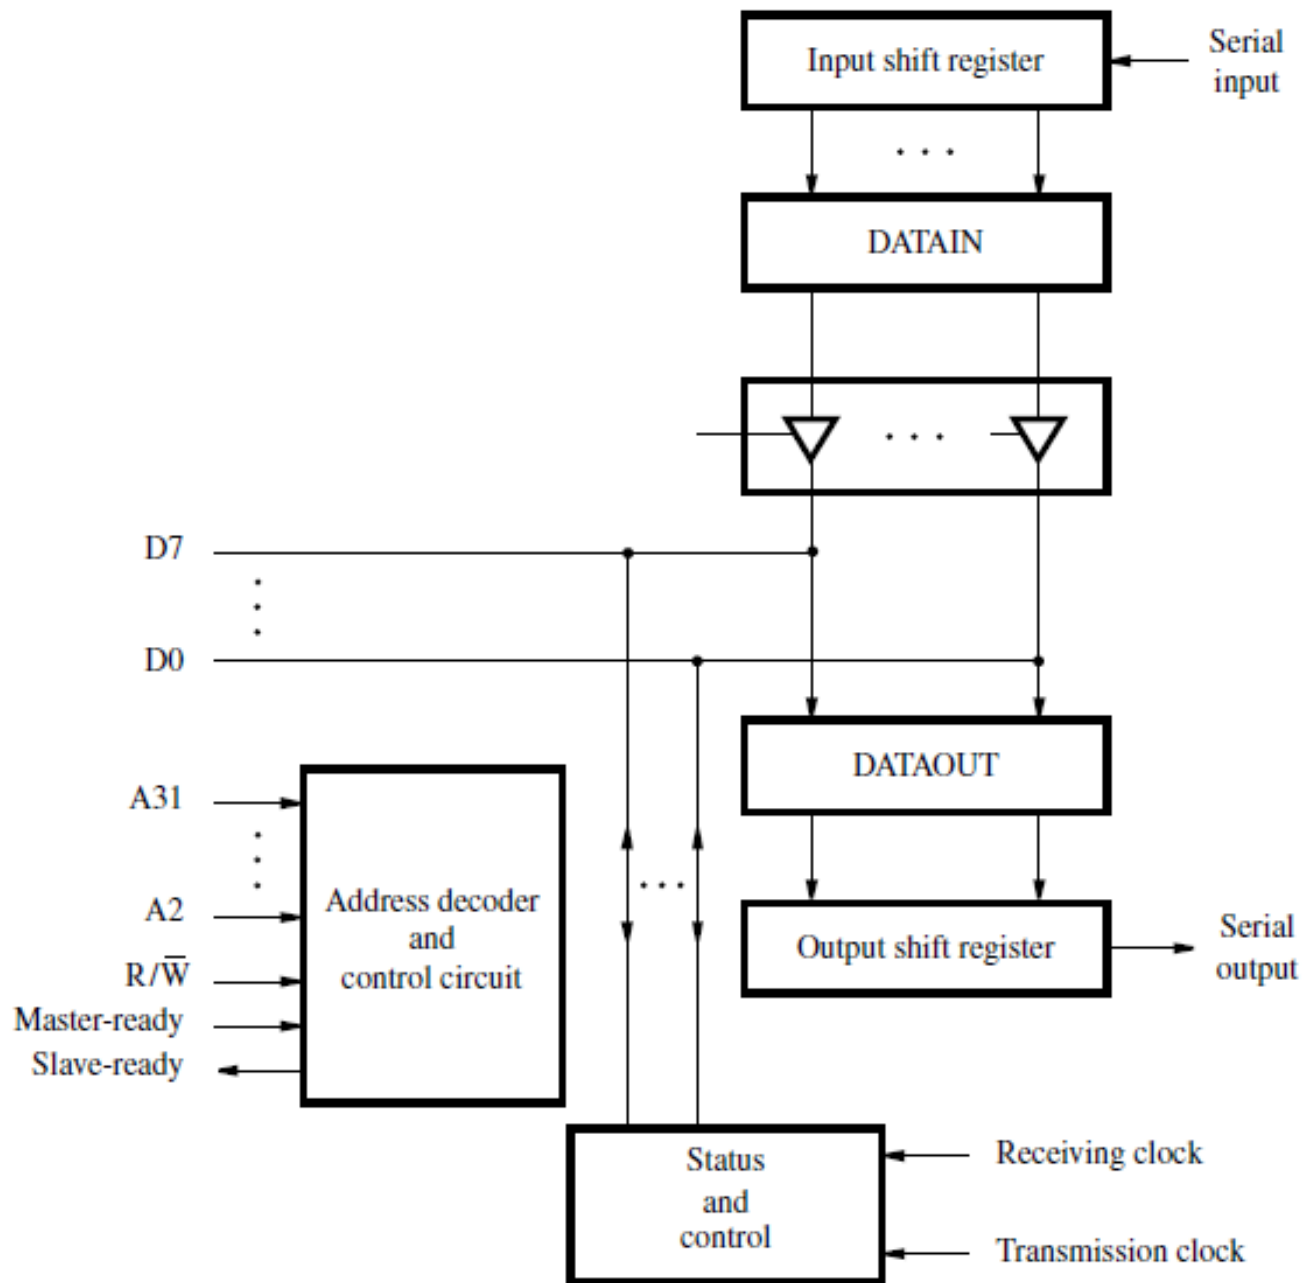 Input shift register
Serial
input
DATAIN
D7
D0
DATAOUT
A31
A2
R/W̅
Master-ready
Slave-ready
Address decoder
and
control circuit
Output shift register
Serial
output
Status
and
control
Receiving clock
Transmission clock